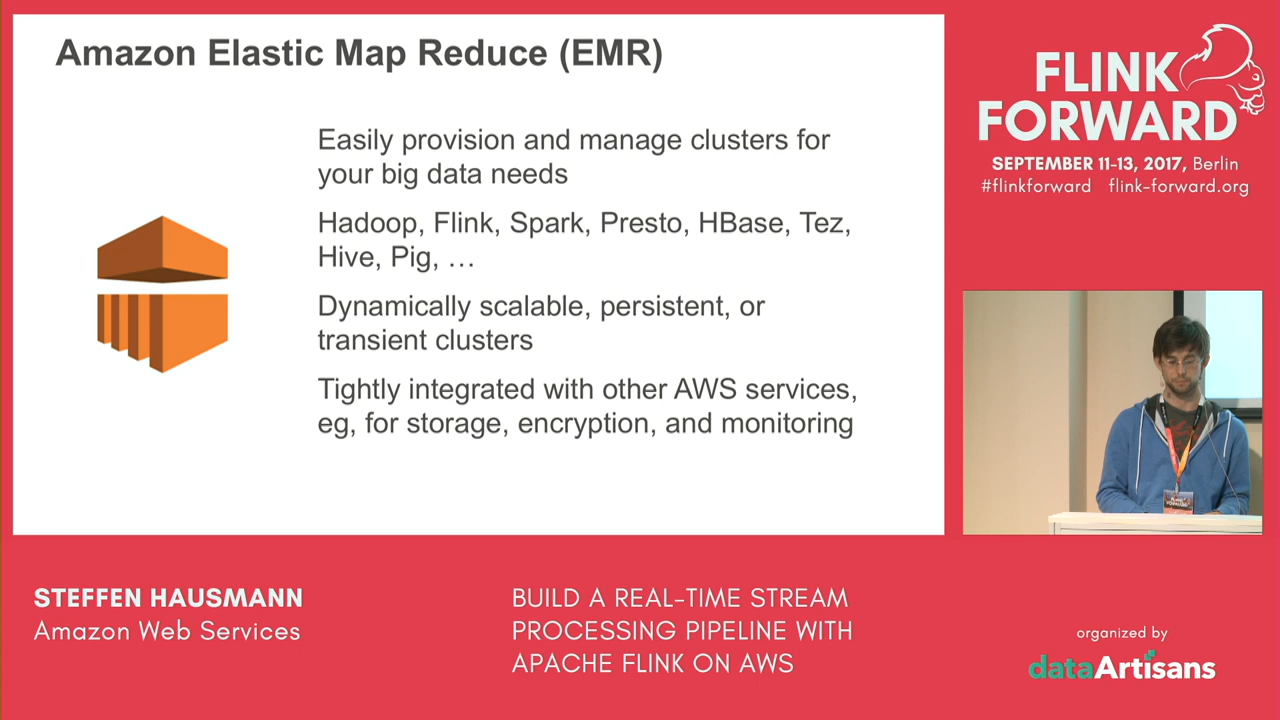 Amazon Elastic Map Reduce (EMR)
Easily provision and manage clusters for
your big data needs
Hadoop, Flink, Spark, Presto, HBase, Tez,
Hive, Pig, …
Dynamically scalable, persistent, or
transient clusters
Tightly integrated with other AWS services,
eg, for storage, encryption, and monitoring
FLINK
FORWARD
SEPTEMBER 11-13, 2017, Berlin
#flinkforward flink-forward.org
STEFFEN HAUSMANN
Amazon Web Services
BUILD A REAL-TIME STREAM
PROCESSING PIPELINE WITH
APACHE FLINK ON AWS
organized by
dataArtisans